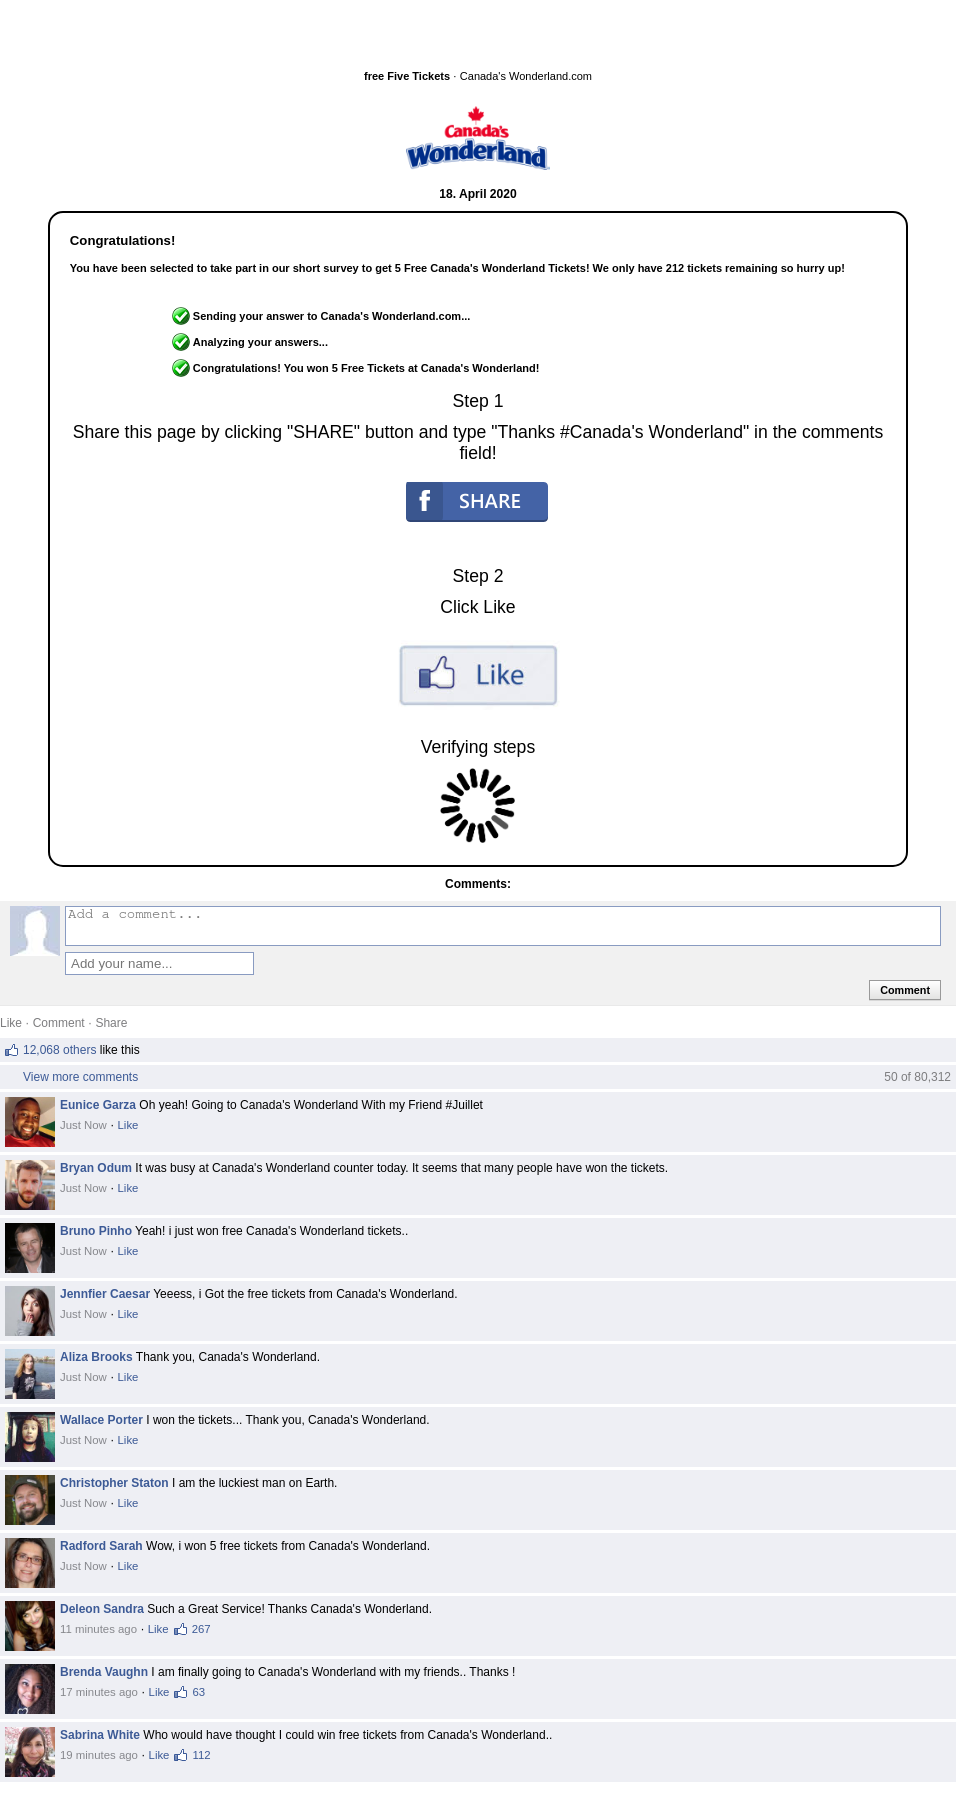 free Five Tickets · Canada's Wonderland.com
Canada's
Wonderland
18. April 2020
Congratulations!
You have been selected to take part in our short survey to get 5 Free Canada's Wonderland Tickets! We only have 212 tickets remaining so hurry up!
Sending your answer to Canada's Wonderland.com...
Analyzing your answers...
Congratulations! You won 5 Free Tickets at Canada's Wonderland!
Step 1
Share this page by clicking "SHARE" button and type "Thanks #Canada's Wonderland" in the comments
field!
f SHARE
Step 2
Click Like
Like
Verifying steps
Comments:
Add a comment...
Add your name...
Comment
Like · Comment · Share
12,068 others like this
View more comments 50 of 80,312
Eunice Garza Oh yeah! Going to Canada's Wonderland With my Friend #Juillet
Just Now · Like
Bryan Odum It was busy at Canada's Wonderland counter today. It seems that many people have won the tickets.
Just Now · Like
Bruno Pinho Yeah! i just won free Canada's Wonderland tickets..
Just Now · Like
Jennfier Caesar Yeeess, i Got the free tickets from Canada's Wonderland.
Just Now · Like
Aliza Brooks Thank you, Canada's Wonderland.
Just Now · Like
Wallace Porter I won the tickets... Thank you, Canada's Wonderland.
Just Now · Like
Christopher Staton I am the luckiest man on Earth.
Just Now · Like
Radford Sarah Wow, i won 5 free tickets from Canada's Wonderland.
Just Now · Like
Deleon Sandra Such a Great Service! Thanks Canada's Wonderland.
11 minutes ago · Like 267
Brenda Vaughn I am finally going to Canada's Wonderland with my friends.. Thanks !
17 minutes ago · Like 63
Sabrina White Who would have thought I could win free tickets from Canada's Wonderland..
19 minutes ago · Like 112